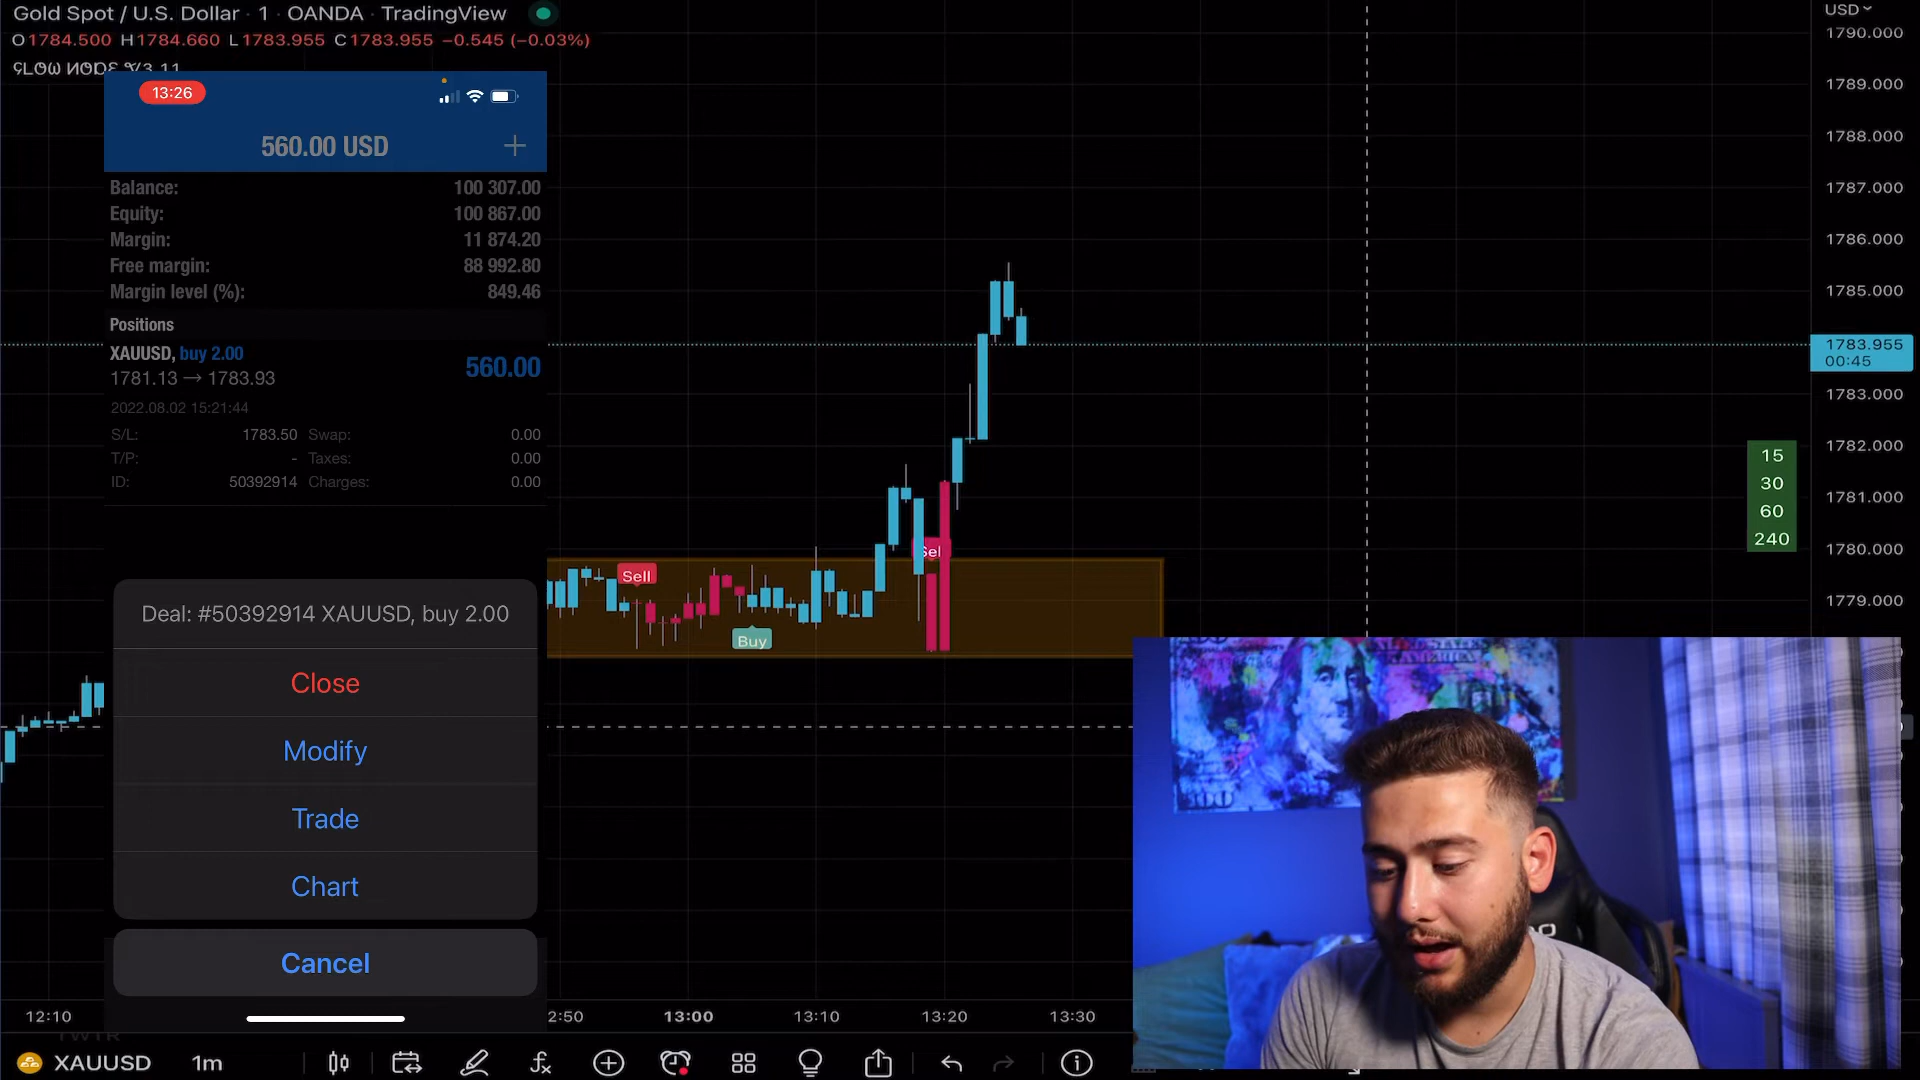 Gold Spot / U.S. Dollar · 1 · OANDA · TradingView
O1784.500 H1784.660 L1783.955 C1783.955 −0.545 (−0.03%)
13:26
560.00 USD
Balance: 100 307.00
Equity: 100 867.00
Margin: 11 874.20
Free margin: 88 992.80
Margin level (%): 849.46
Positions
XAUUSD, buy 2.00
1781.13 → 1783.93
560.00
2022.08.02 15:21:44
S/L: 1783.50 Swap: 0.00
T/P: - Taxes: 0.00
ID: 50392914 Charges: 0.00
Deal: #50392914 XAUUSD, buy 2.00
Close
Modify
Trade
Chart
Cancel
Sell
Buy
Sel
USD
1790.000
1789.000
1788.000
1787.000
1786.000
1785.000
1783.955
00:45
1783.000
1782.000
1781.000
1780.000
1779.000
15
30
60
240
12:10
2:50
13:00
13:10
13:20
13:30
XAUUSD 1m